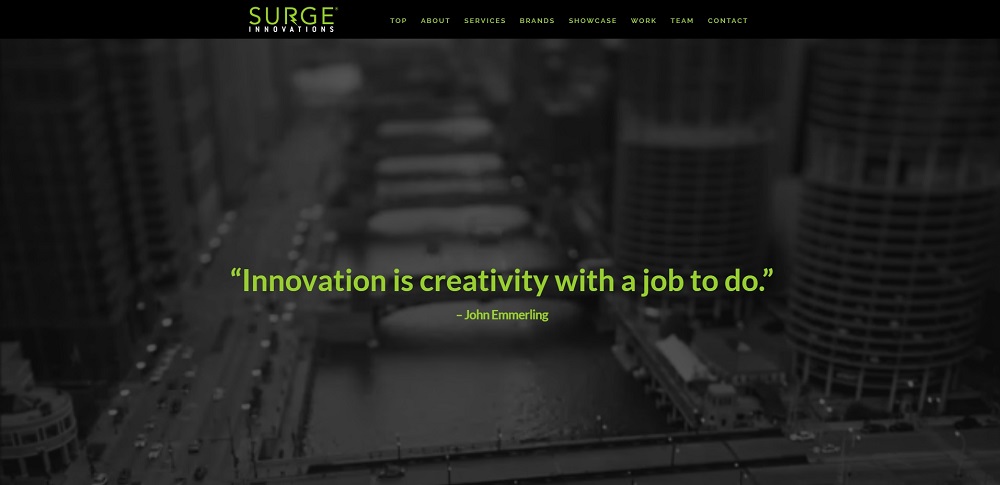 SURGE®
INNOVATIONS
TOP ABOUT SERVICES BRANDS SHOWCASE WORK TEAM CONTACT
“Innovation is creativity with a job to do.”
– John Emmerling